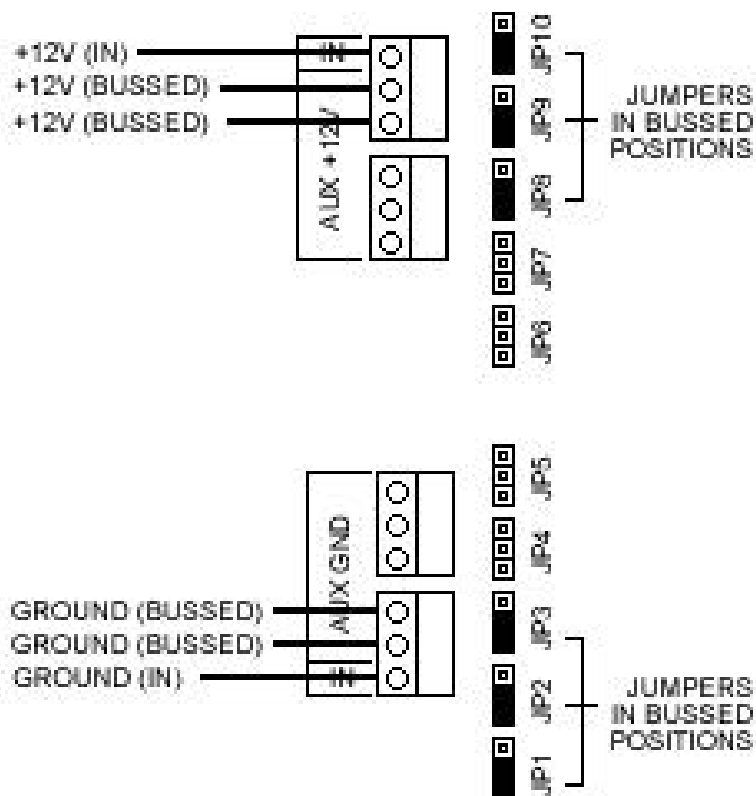 +12V (IN)
+12V (BUSSED)
+12V (BUSSED)
IN
AUX +12V
JP10
JP9
JP8
JP7
JP6
JUMPERS
IN BUSSED
POSITIONS
AUX GND
IN
GROUND (BUSSED)
GROUND (BUSSED)
GROUND (IN)
JP5
JP4
JP3
JP2
JP1
JUMPERS
IN BUSSED
POSITIONS